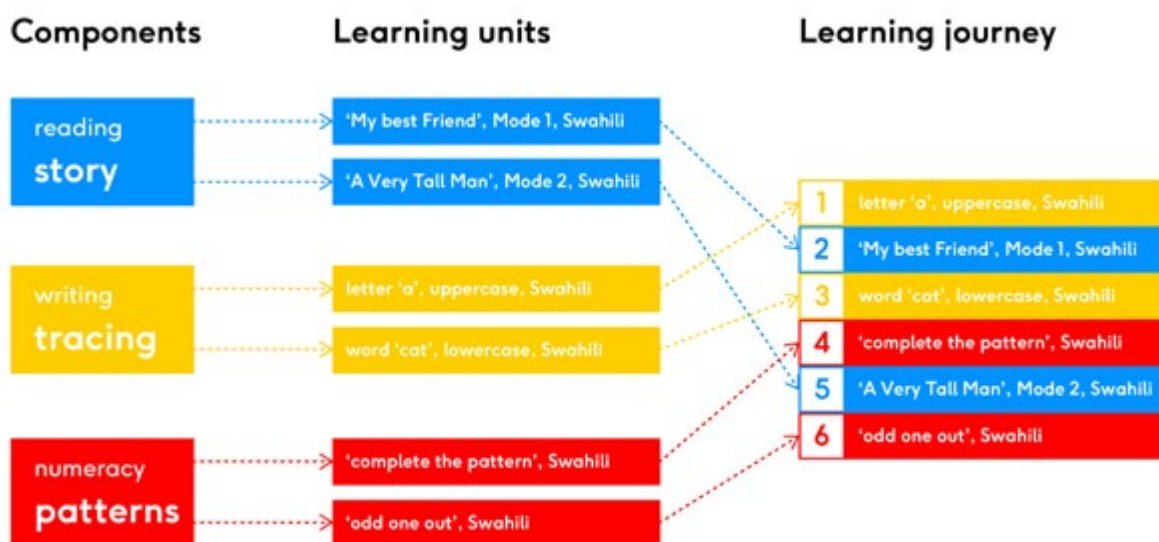 Components
Learning units
Learning journey
reading
story
'My best Friend', Mode 1, Swahili
'A Very Tall Man', Mode 2, Swahili
writing
tracing
letter 'a', uppercase, Swahili
word 'cat', lowercase, Swahili
numeracy
patterns
'complete the pattern', Swahili
'odd one out', Swahili
1 letter 'a', uppercase, Swahili
2 'My best Friend', Mode 1, Swahili
3 word 'cat', lowercase, Swahili
4 'complete the pattern', Swahili
5 'A Very Tall Man', Mode 2, Swahili
6 'odd one out', Swahili